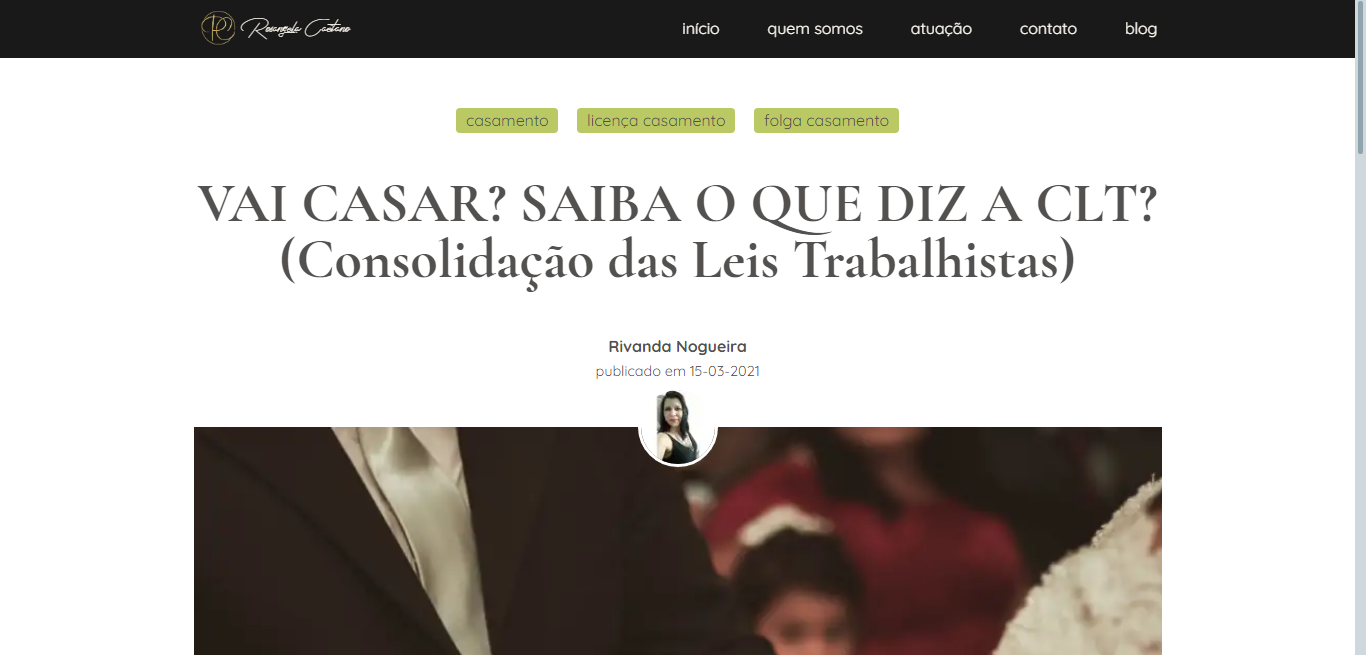 Rosangela Caetano
início quem somos atuação contato blog
casamento licença casamento folga casamento
VAI CASAR? SAIBA O QUE DIZ A CLT?
(Consolidação das Leis Trabalhistas)
Rivanda Nogueira
publicado em 15-03-2021